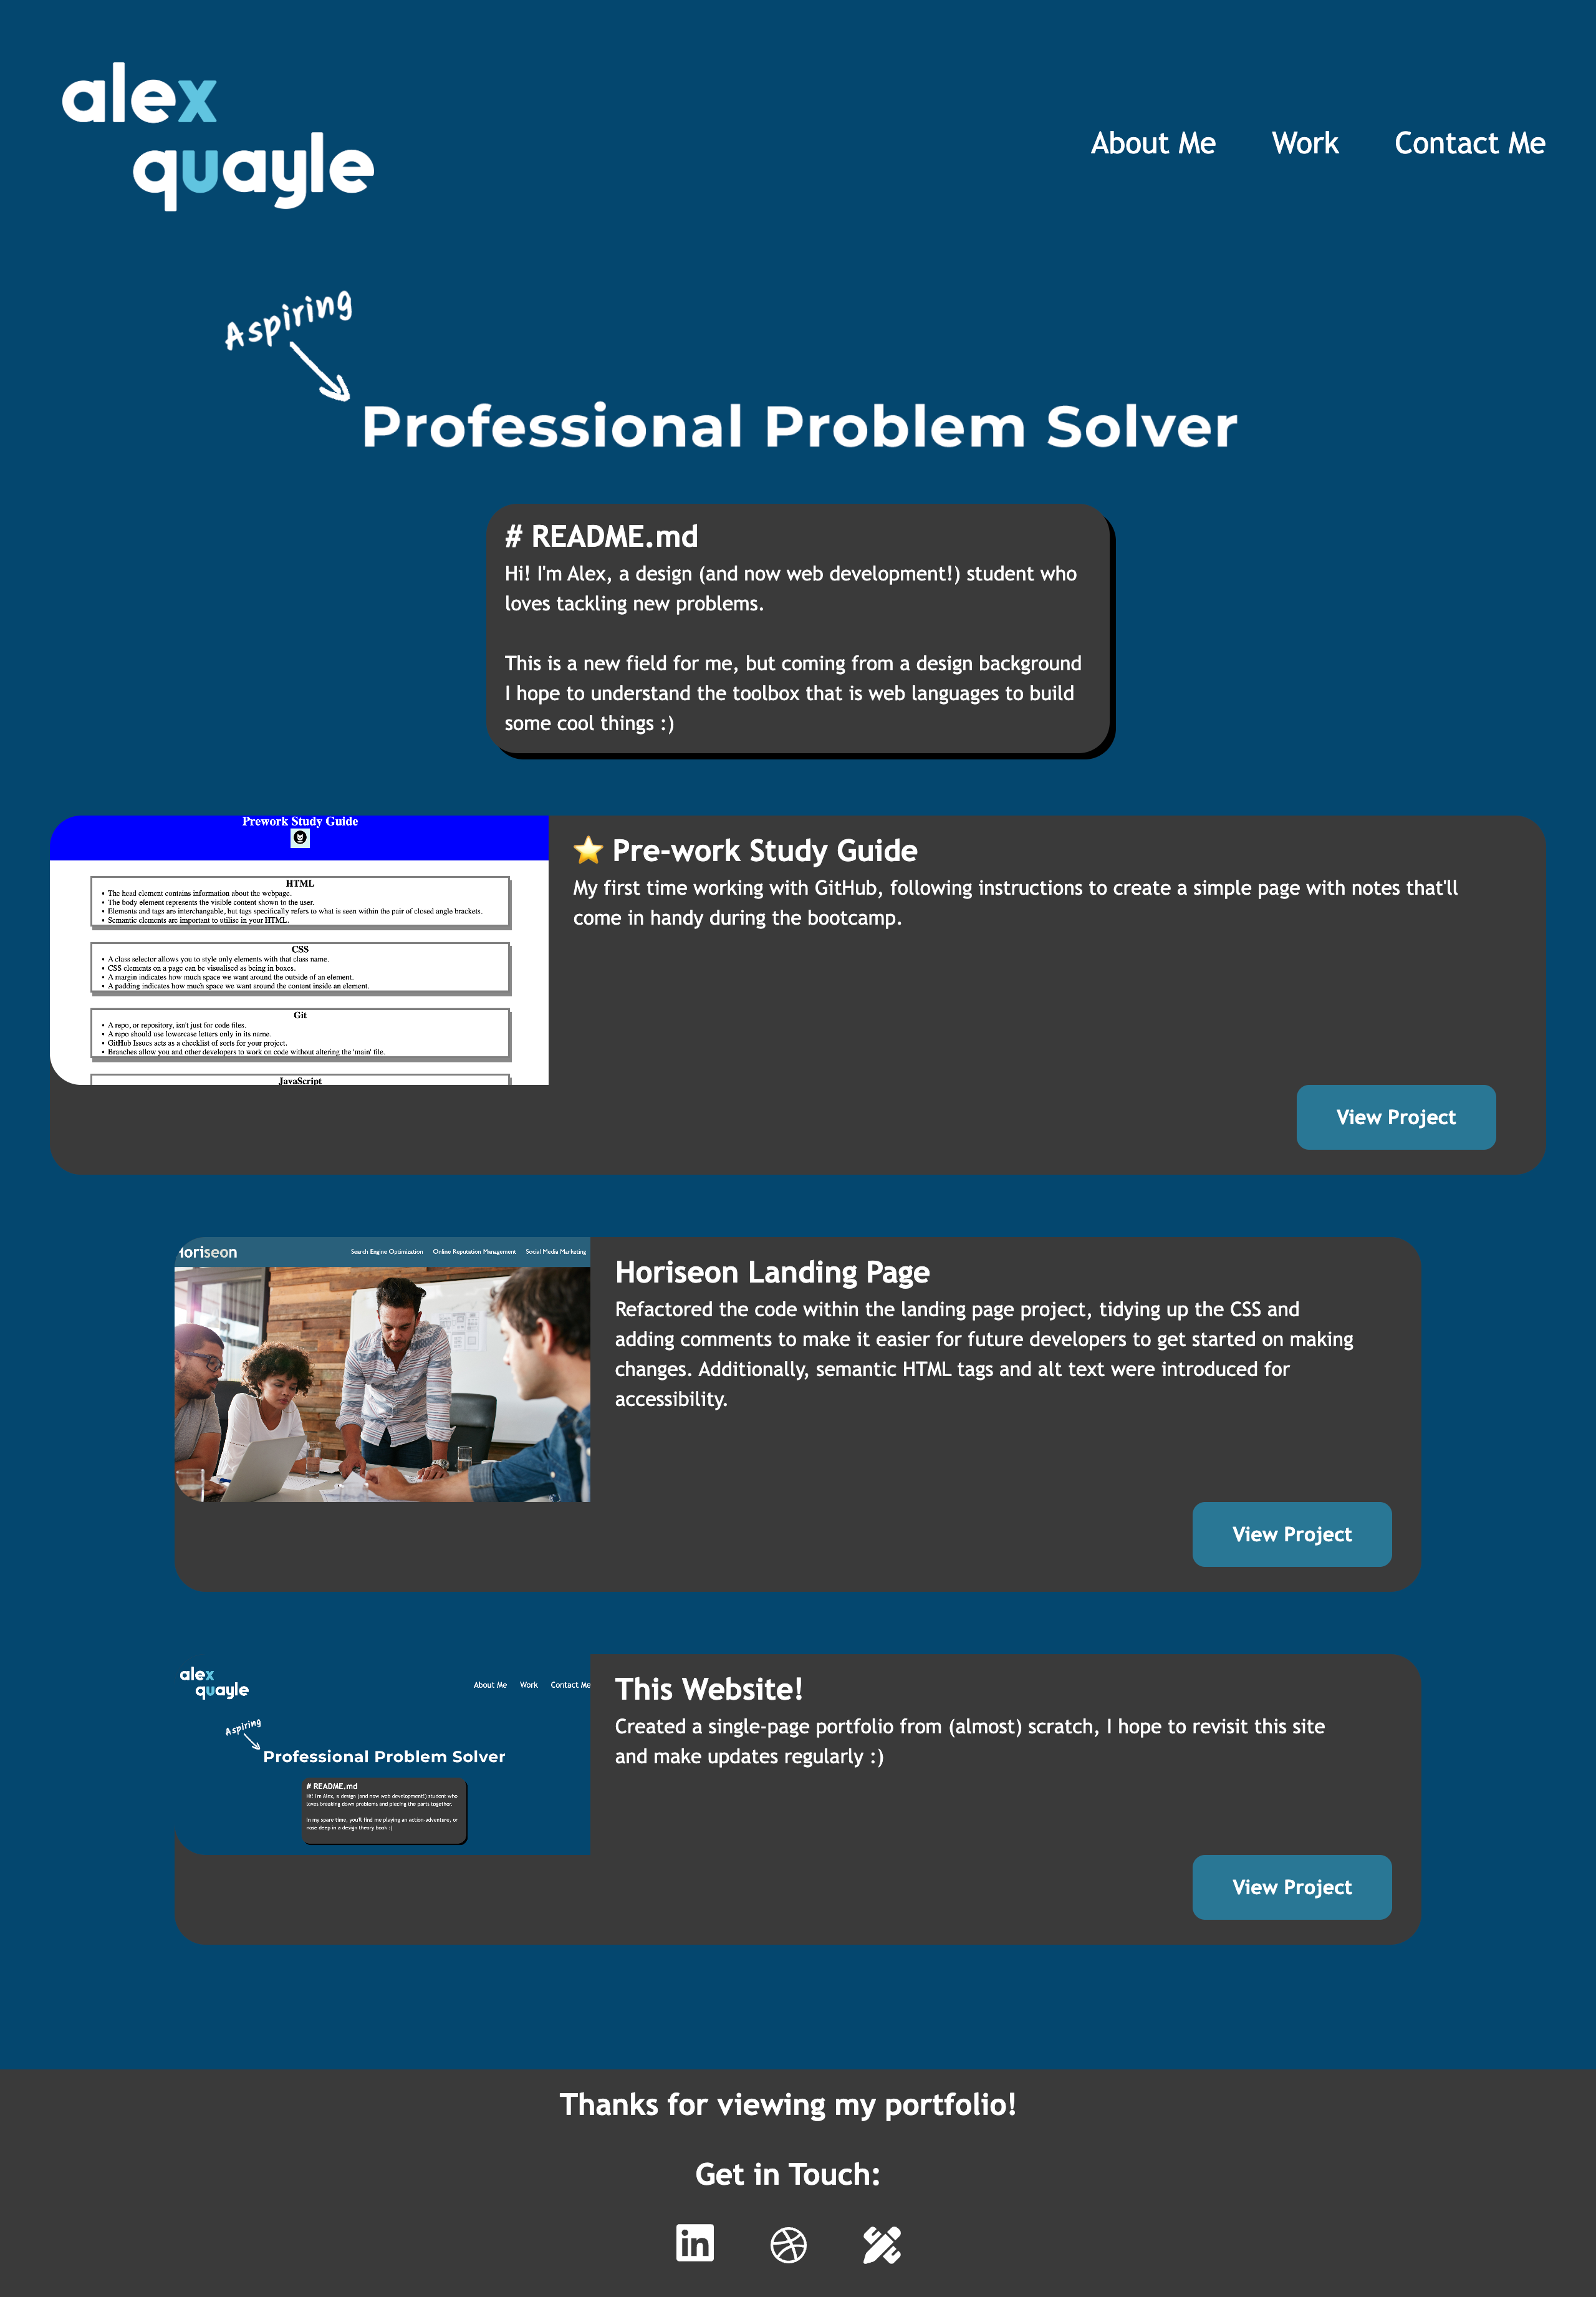 alex
quayle
About Me Work Contact Me
Aspiring
Professional Problem Solver
# README.md
Hi! I'm Alex, a design (and now web development!) student who
loves tackling new problems.
This is a new field for me, but coming from a design background
I hope to understand the toolbox that is web languages to build
some cool things :)
Prework Study Guide
HTML
• The head element contains information about the webpage.
• The body element represents the visible content shown to the user.
• Elements and tags are interchangable, but tags specifically refers to what is seen within the pair of closed angle brackets.
• Semantic elements are important to utilise in your HTML.
CSS
• A class selector allows you to style only elements with that class name.
• CSS elements on a page can be visualised as being in boxes.
• A margin indicates how much space we want around the outside of an element.
• A padding indicates how much space we want around the content inside an element.
Git
• A repo, or repository, isn't just for code files.
• A repo should use lowercase letters only in its name.
• GitHub Issues acts as a checklist of sorts for your project.
• Branches allow you and other developers to work on code without altering the 'main' file.
JavaScript
⭐ Pre-work Study Guide
My first time working with GitHub, following instructions to create a simple page with notes that'll
come in handy during the bootcamp.
View Project
Horiseon
Search Engine Optimization Online Reputation Management Social Media Marketing
Horiseon Landing Page
Refactored the code within the landing page project, tidying up the CSS and
adding comments to make it easier for future developers to get started on making
changes. Additionally, semantic HTML tags and alt text were introduced for
accessibility.
View Project
alex
quayle
About Me Work Contact Me
Aspiring
Professional Problem Solver
# README.md
Hi! I'm Alex, a design (and now web development!) student who
loves breaking down problems and piecing the parts together.
In my spare time, you'll find me playing an action-adventure, or
nose deep in a design theory book :)
This Website!
Created a single-page portfolio from (almost) scratch, I hope to revisit this site
and make updates regularly :)
View Project
Thanks for viewing my portfolio!
Get in Touch:
in